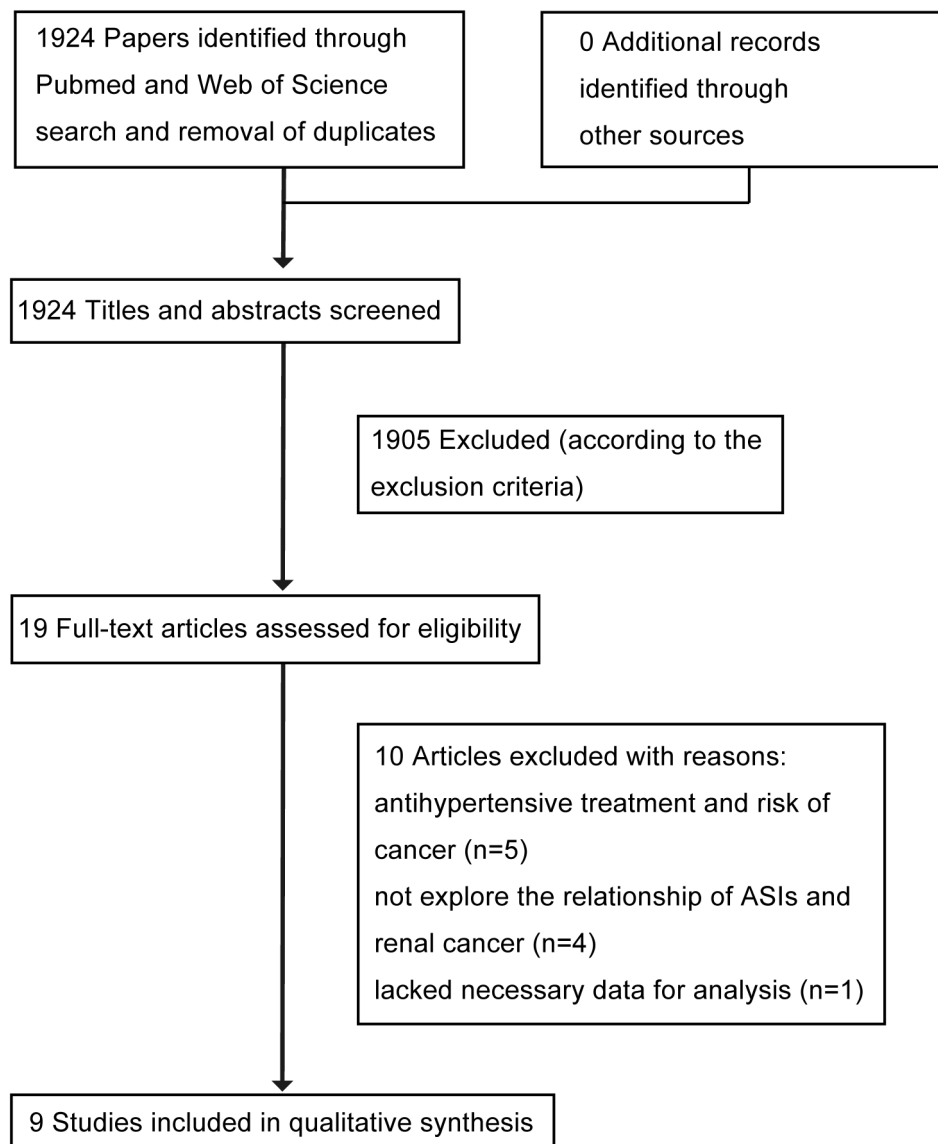 1924 Papers identified through
Pubmed and Web of Science
search and removal of duplicates
0 Additional records
identified through
other sources
1924 Titles and abstracts screened
1905 Excluded (according to the
exclusion criteria)
19 Full-text articles assessed for eligibility
10 Articles excluded with reasons:
antihypertensive treatment and risk of
cancer (n=5)
not explore the relationship of ASIs and
renal cancer (n=4)
lacked necessary data for analysis (n=1)
9 Studies included in qualitative synthesis